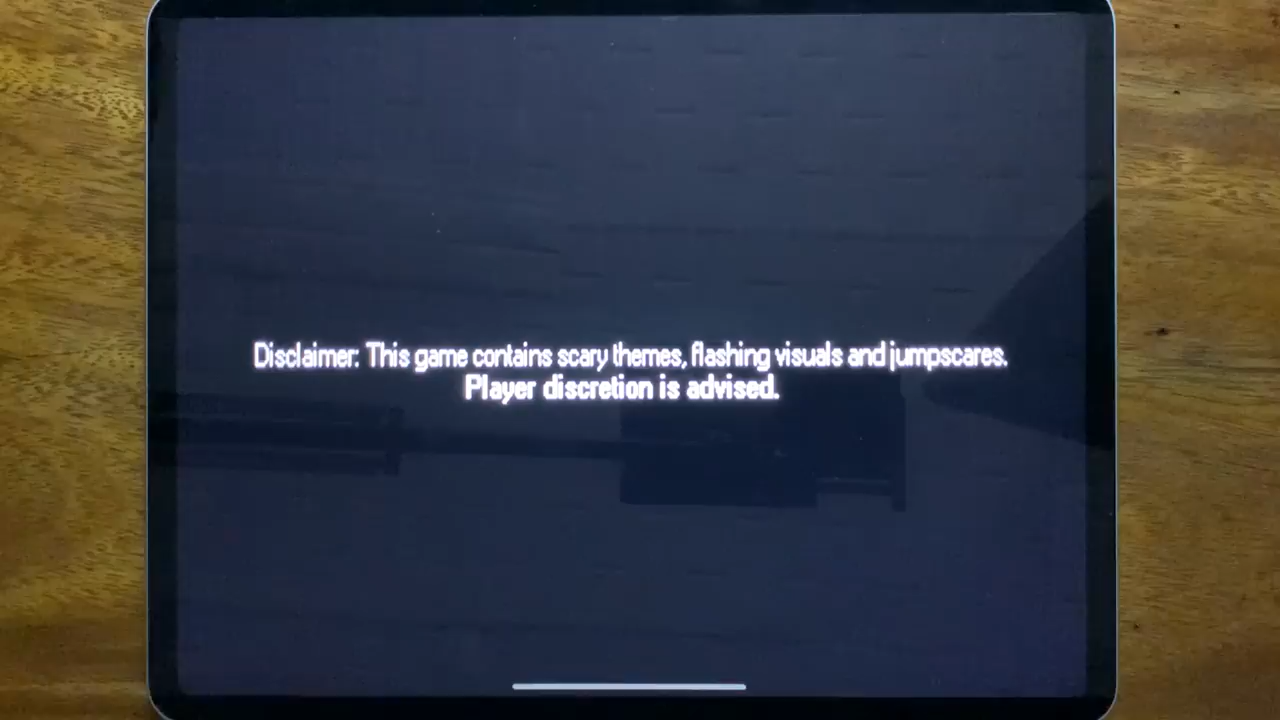 Disclaimer: This game contains scary themes, flashing visuals and jumpscares.
Player discretion is advised.